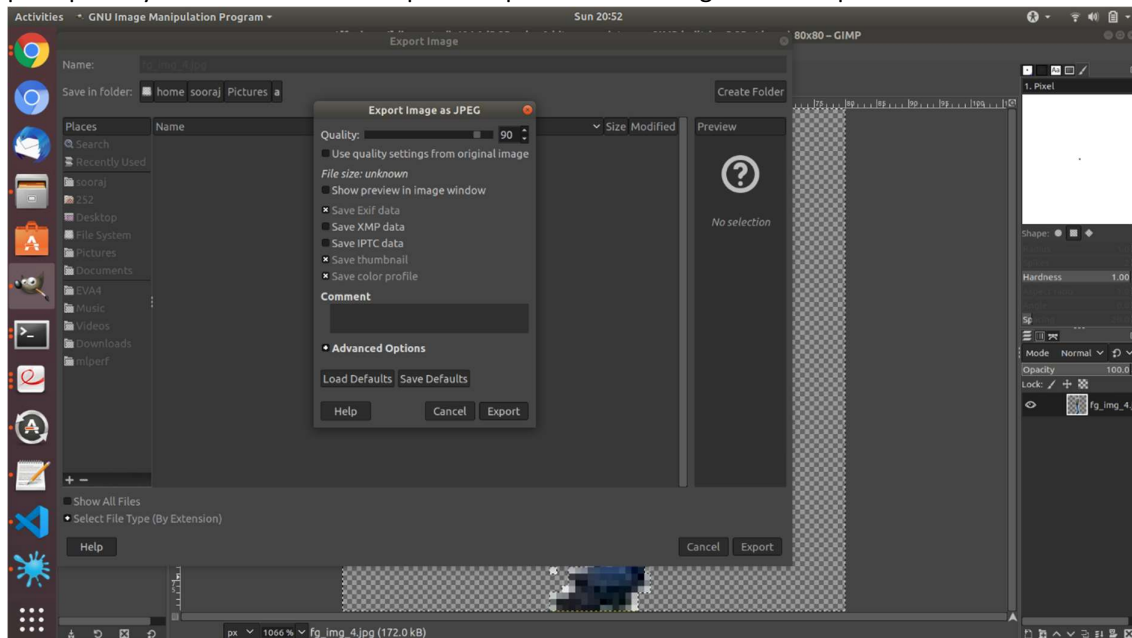 Activities GNU Image Manipulation Program Sun 20:52
Export Image
80x80 – GIMP
Name: fg_img_4.jpg
Save in folder: home sooraj Pictures a Create Folder
Places Name Size Modified Preview
Search
Recently Used
sooraj
252
Desktop
File System
Pictures
Documents
EVA4
Music
Videos
Downloads
mlperf
No selection
Export Image as JPEG
Quality: 90
Use quality settings from original image
File size: unknown
Show preview in image window
Save Exif data
Save XMP data
Save IPTC data
Save thumbnail
Save color profile
Comment
Advanced Options
Load Defaults Save Defaults
Help Cancel Export
Show All Files
Select File Type (By Extension)
Help Cancel Export
1. Pixel
Shape:
Hardness 1.00
Mode Normal
Opacity 100.0
Lock:
fg_img_4.
px 1066 % fg_img_4.jpg (172.0 kB)